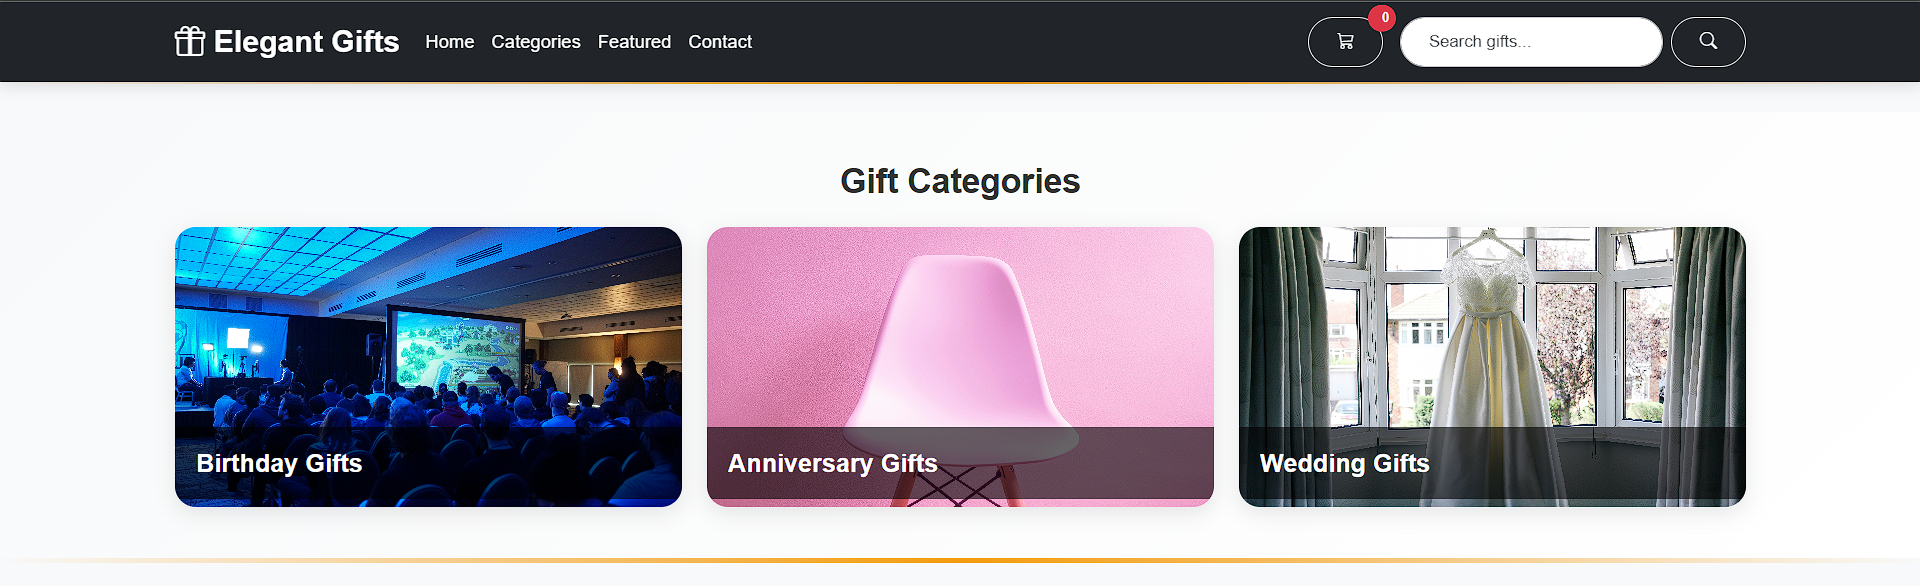 Elegant Gifts Home Categories Featured Contact 0 Search gifts...
Gift Categories
Birthday Gifts Anniversary Gifts Wedding Gifts